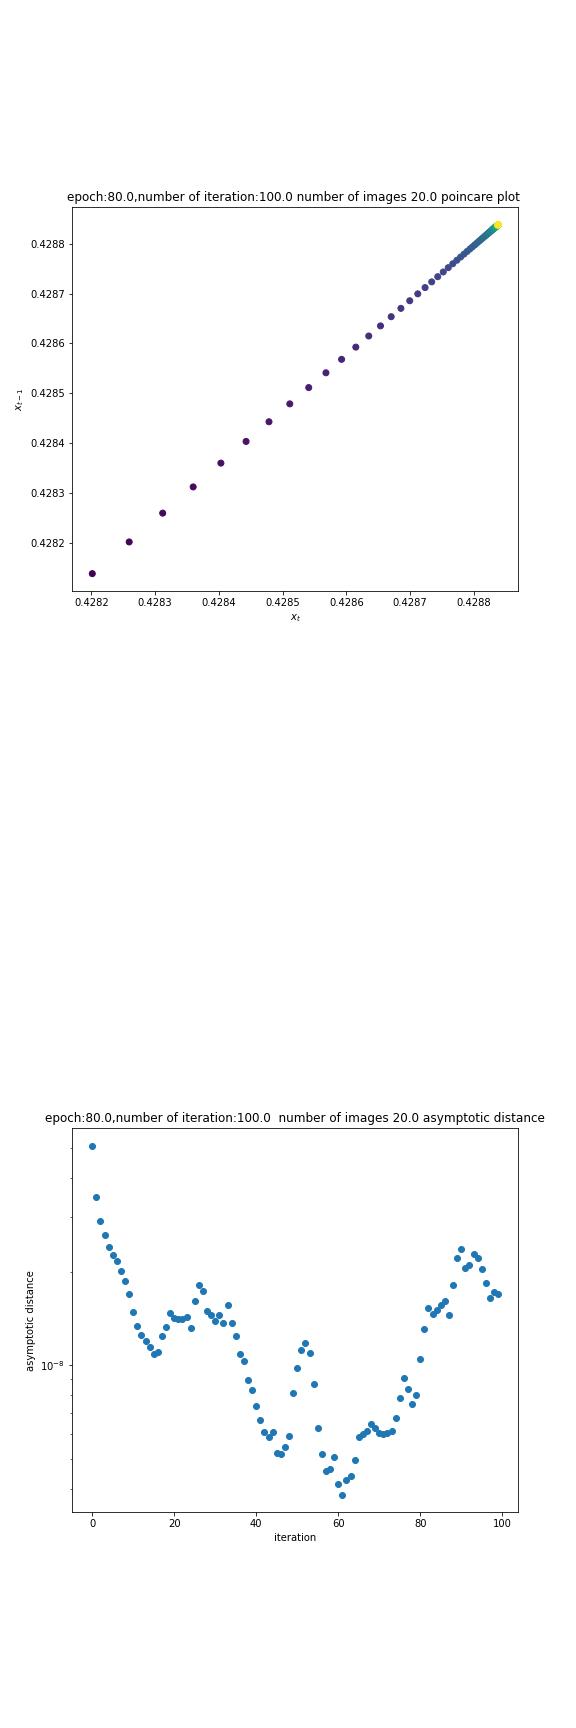 epoch:80.0,number of iteration:100.0 number of images 20.0 poincare plot
0.4288
0.4287
0.4286
0.4285
0.4284
0.4283
0.4282
x_{t-1}
0.4282 0.4283 0.4284 0.4285 0.4286 0.4287 0.4288
x_t
epoch:80.0,number of iteration:100.0  number of images 20.0 asymptotic distance
asymptotic distance
10^{-8}
0 20 40 60 80 100
iteration